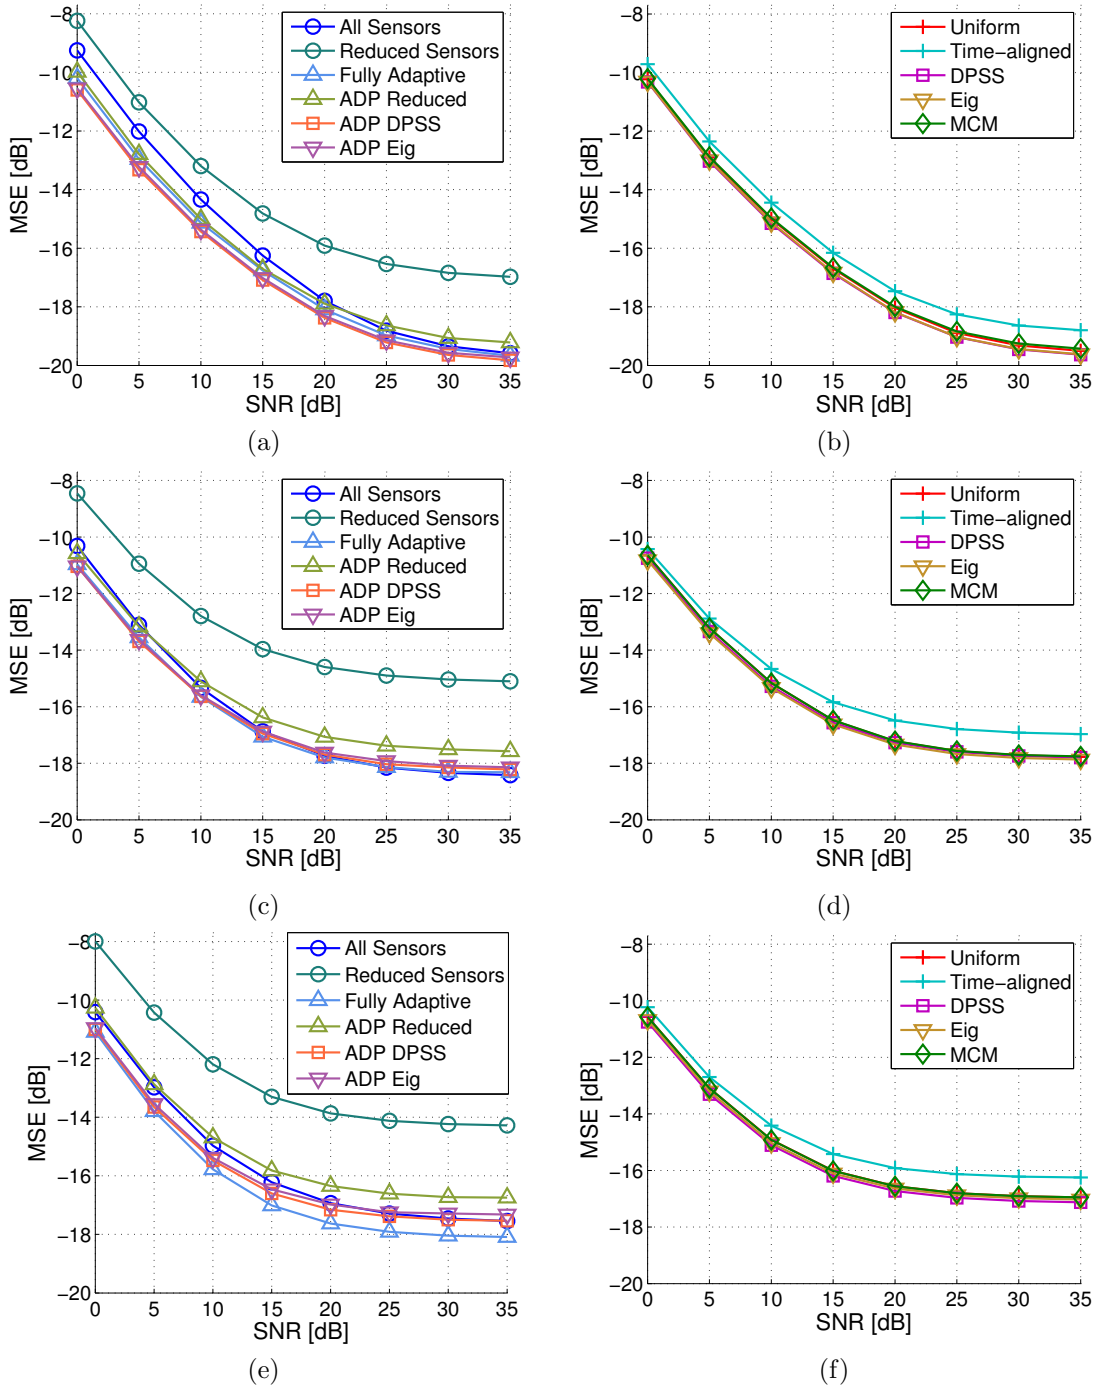 −8
−10
−12
−14
−16
−18
−20
MSE [dB]
0 5 10 15 20 25 30 35
SNR [dB]
All Sensors
Reduced Sensors
Fully Adaptive
ADP Reduced
ADP DPSS
ADP Eig
(a)
−8
−10
−12
−14
−16
−18
−20
MSE [dB]
0 5 10 15 20 25 30 35
SNR [dB]
Uniform
Time−aligned
DPSS
Eig
MCM
(b)
−8
−10
−12
−14
−16
−18
−20
MSE [dB]
0 5 10 15 20 25 30 35
SNR [dB]
All Sensors
Reduced Sensors
Fully Adaptive
ADP Reduced
ADP DPSS
ADP Eig
(c)
−8
−10
−12
−14
−16
−18
−20
MSE [dB]
0 5 10 15 20 25 30 35
SNR [dB]
Uniform
Time−aligned
DPSS
Eig
MCM
(d)
−8
−10
−12
−14
−16
−18
−20
MSE [dB]
0 5 10 15 20 25 30 35
SNR [dB]
All Sensors
Reduced Sensors
Fully Adaptive
ADP Reduced
ADP DPSS
ADP Eig
(e)
−8
−10
−12
−14
−16
−18
−20
MSE [dB]
0 5 10 15 20 25 30 35
SNR [dB]
Uniform
Time−aligned
DPSS
Eig
MCM
(f)